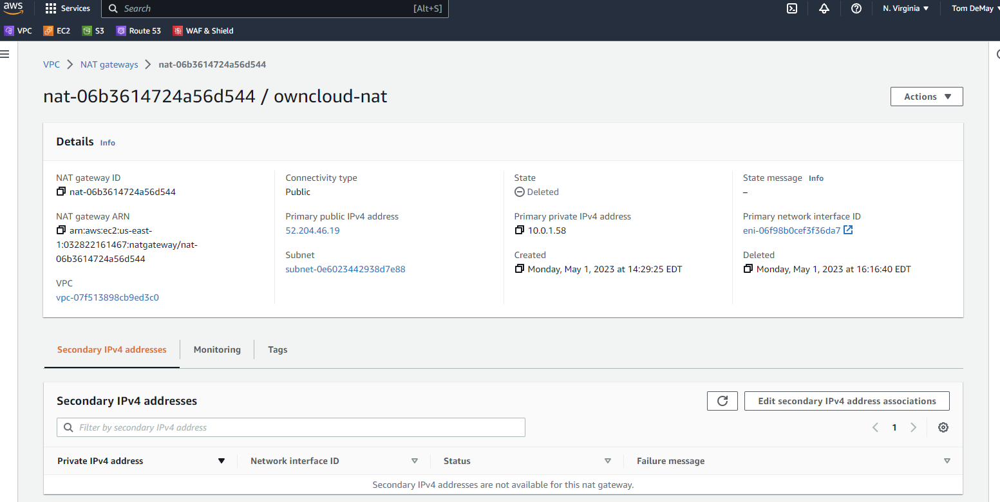 aws
Services
Search
[Alt+S]
N. Virginia
Tom DeMay
VPC
EC2
S3
Route 53
WAF & Shield
VPC
NAT gateways
nat-06b3614724a56d544
nat-06b3614724a56d544 / owncloud-nat
Actions
Details
Info
NAT gateway ID
nat-06b3614724a56d544
Connectivity type
Public
State
Deleted
State message
Info
–
NAT gateway ARN
arn:aws:ec2:us-east-
1:032822161467:natgateway/nat-
06b3614724a56d544
Primary public IPv4 address
52.204.46.19
Primary private IPv4 address
10.0.1.58
Primary network interface ID
eni-06f98b0cef3f36da7
Subnet
subnet-0e6023442938d7e88
Created
Monday, May 1, 2023 at 14:29:25 EDT
Deleted
Monday, May 1, 2023 at 16:16:40 EDT
VPC
vpc-07f513898cb9ed3c0
Secondary IPv4 addresses
Monitoring
Tags
Secondary IPv4 addresses
Edit secondary IPv4 address associations
Filter by secondary IPv4 address
1
Private IPv4 address
Network interface ID
Status
Failure message
Secondary IPv4 addresses are not available for this nat gateway.